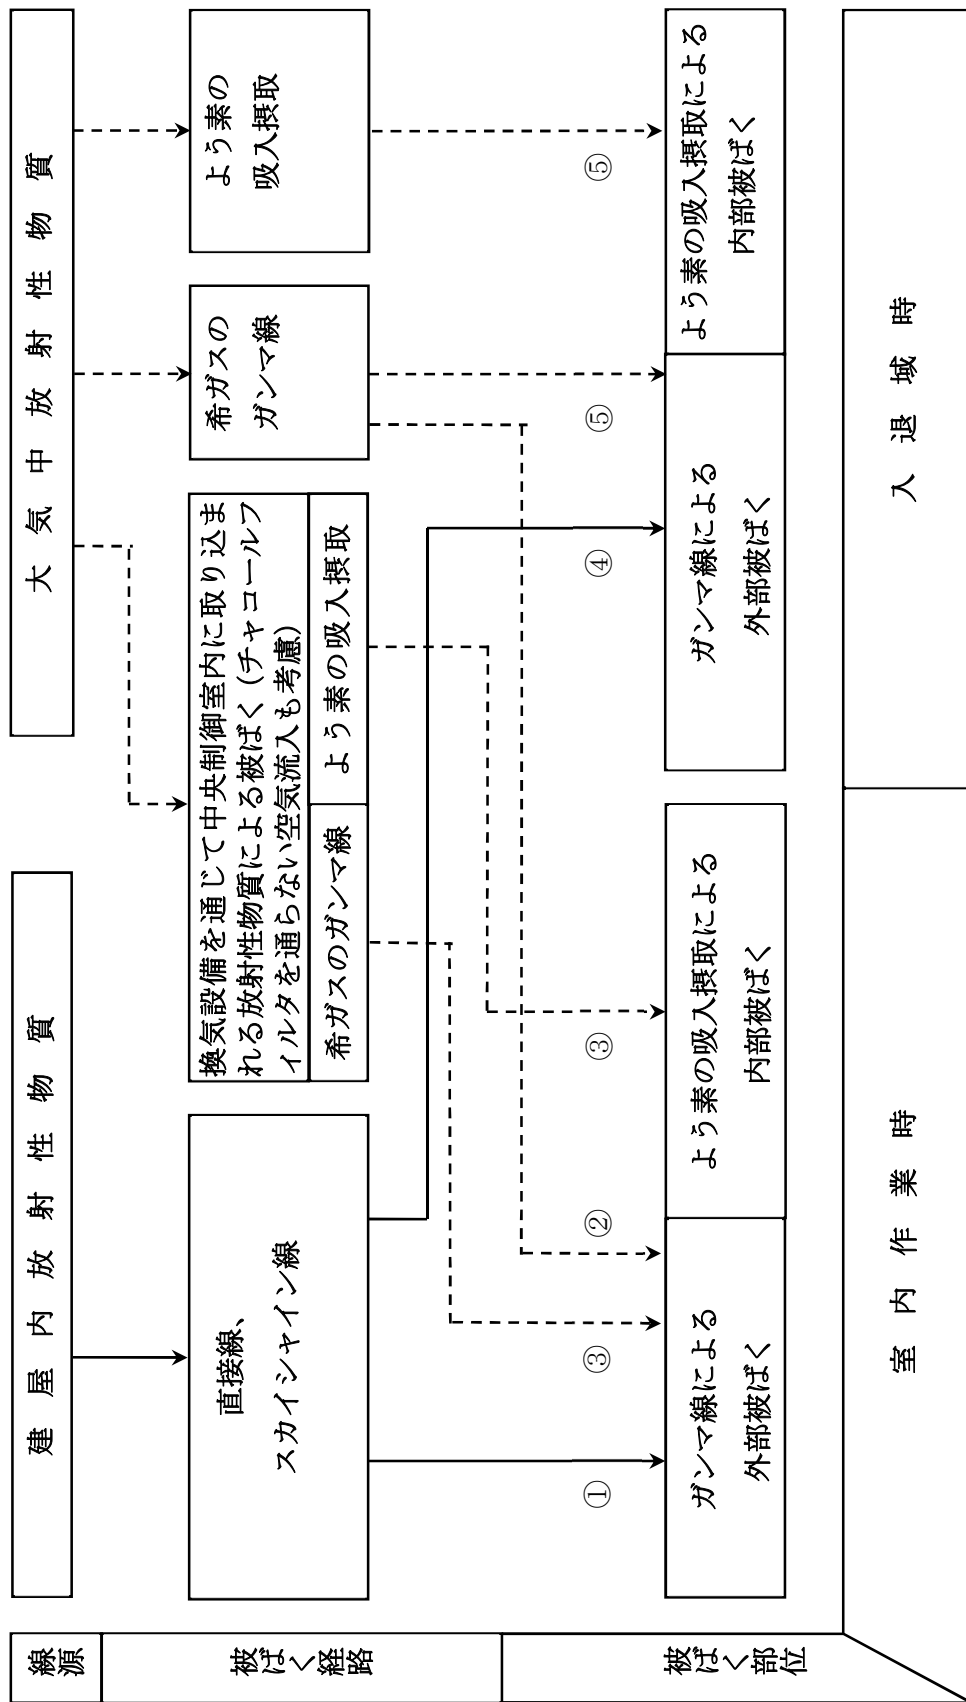 線源
建屋内放射性物質
大気中放射性物質
被ばく経路
直接線、
スカイシャイン線
換気設備を通じて中央制御室内に取り込ま
れる放射性物質による被ばく（チャコールフ
ィルタを通らない空気流入も考慮）
希ガスのガンマ線
よう素の吸入摂取
希ガスの
ガンマ線
よう素の
吸入摂取
①
③
②
③
④
⑤
⑤
被ばく部位
ガンマ線による
外部被ばく
よう素の吸入摂取による
内部被ばく
ガンマ線による
外部被ばく
よう素の吸入摂取による
内部被ばく
室内作業時
入退域時